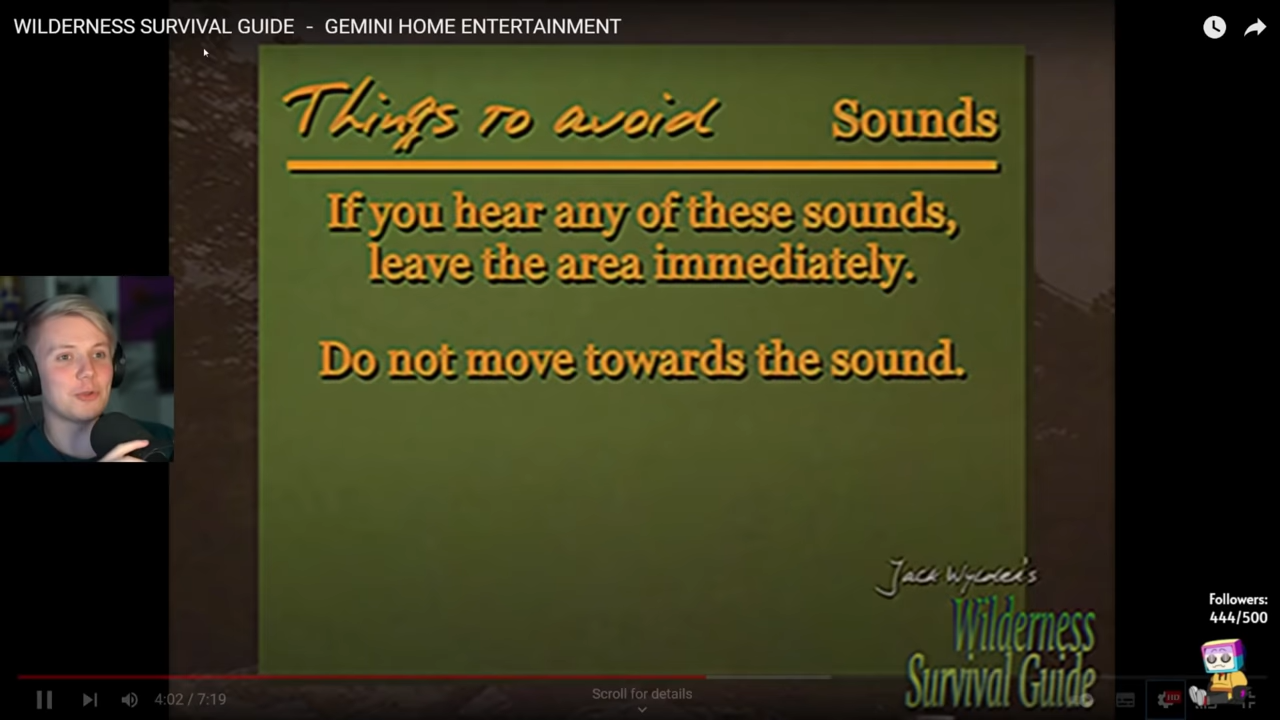 WILDERNESS SURVIVAL GUIDE - GEMINI HOME ENTERTAINMENT
Things to avoid Sounds
If you hear any of these sounds,
leave the area immediately.
Do not move towards the sound.
Jack Wylder's
Wilderness
Survival Guide
Followers:
444/500
4:02 / 7:19
Scroll for details
HD